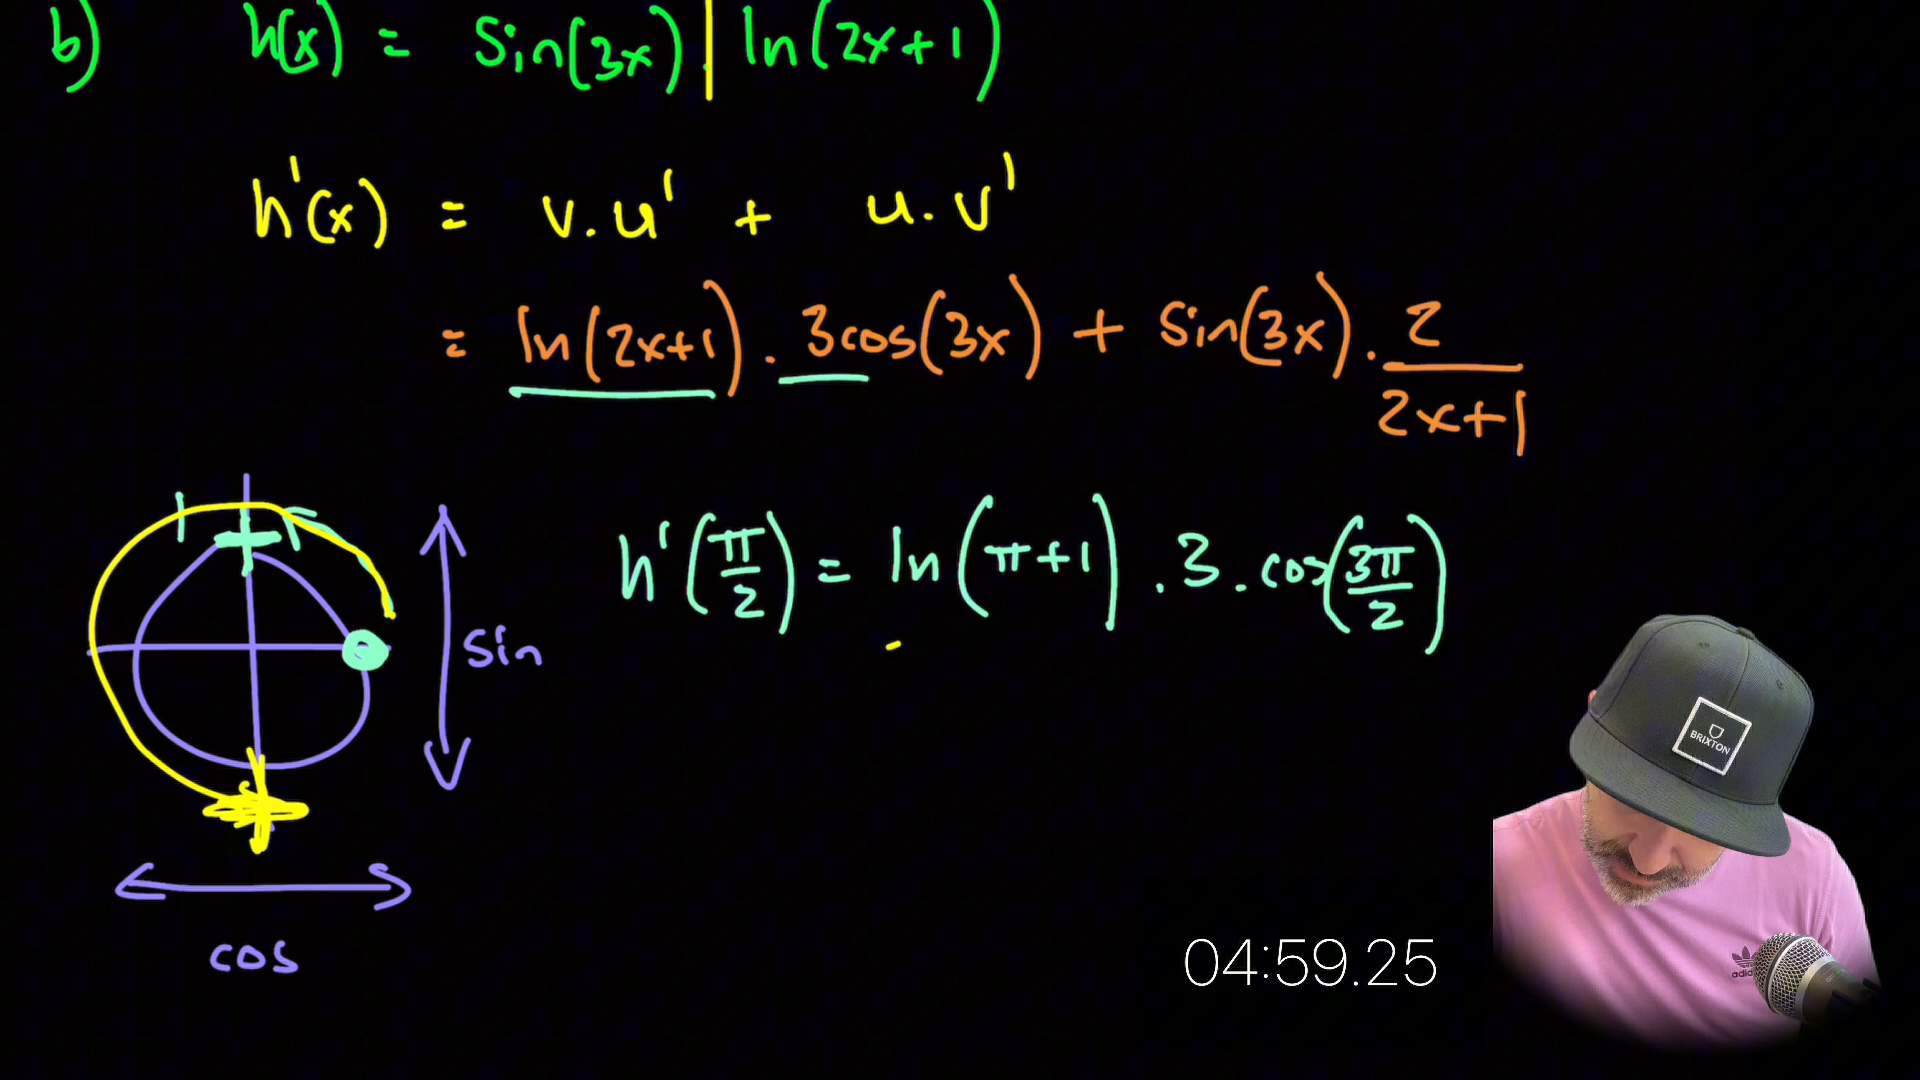 b) h(x) = sin(3x) | ln(2x+1)
h'(x) = v.u' + u.v'
= ln(2x+1) . 3cos(3x) + sin(3x) . 2/(2x+1)
h'(π/2) = ln(π+1) . 3 . cos(3π/2)
sin
cos
BRIXTON
adid
04:59.25